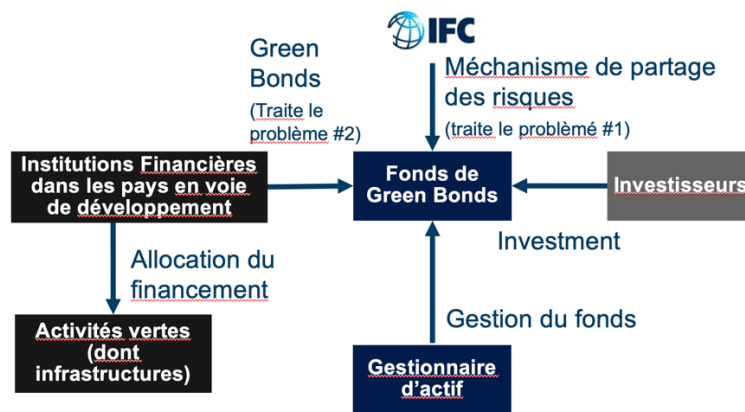 IFC
Green
Bonds
(Traite le
problème #2)
Méchanisme de partage
des risques
(traite le problémé #1)
Institutions Financières
dans les pays en voie
de développement
Fonds de
Green Bonds
Investisseurs
Investment
Allocation du
financement
Activités vertes
(dont
infrastructures)
Gestion du fonds
Gestionnaire
d'actif